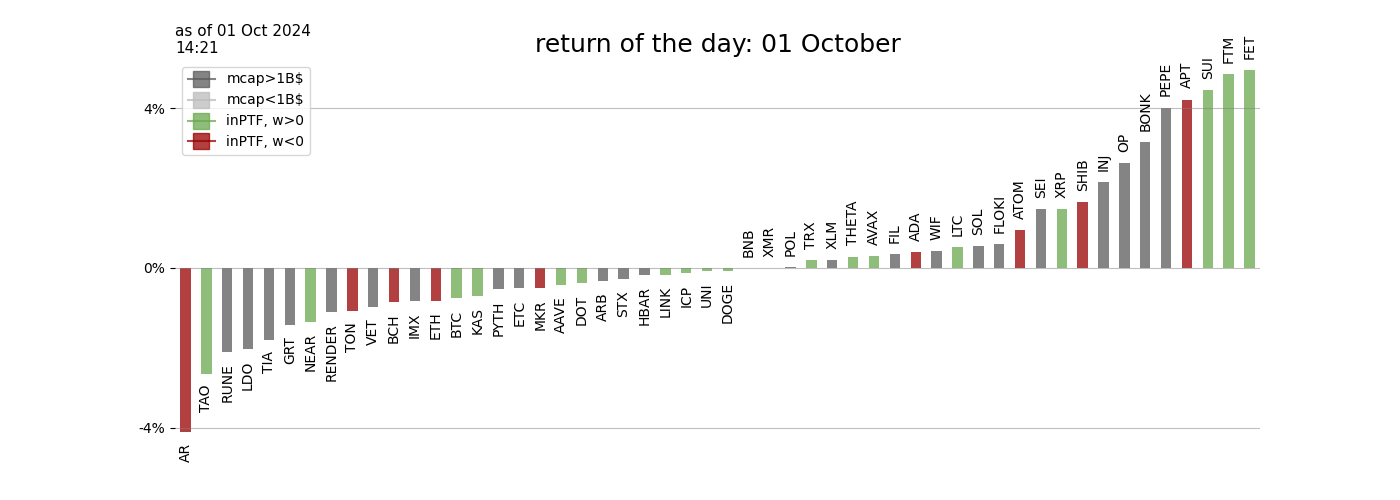 as of 01 Oct 2024
14:21
return of the day: 01 October
mcap>1B$
mcap<1B$
inPTF, w>0
inPTF, w<0
4%
0%
-4%
AR
TAO
RUNE
LDO
TIA
GRT
NEAR
RENDER
TON
VET
BCH
IMX
ETH
BTC
KAS
PYTH
ETC
MKR
AAVE
DOT
ARB
STX
HBAR
LINK
ICP
UNI
DOGE
BNB
XMR
POL
TRX
XLM
THETA
AVAX
FIL
ADA
WIF
LTC
SOL
FLOKI
ATOM
SEI
XRP
SHIB
INJ
OP
BONK
PEPE
APT
SUI
FTM
FET